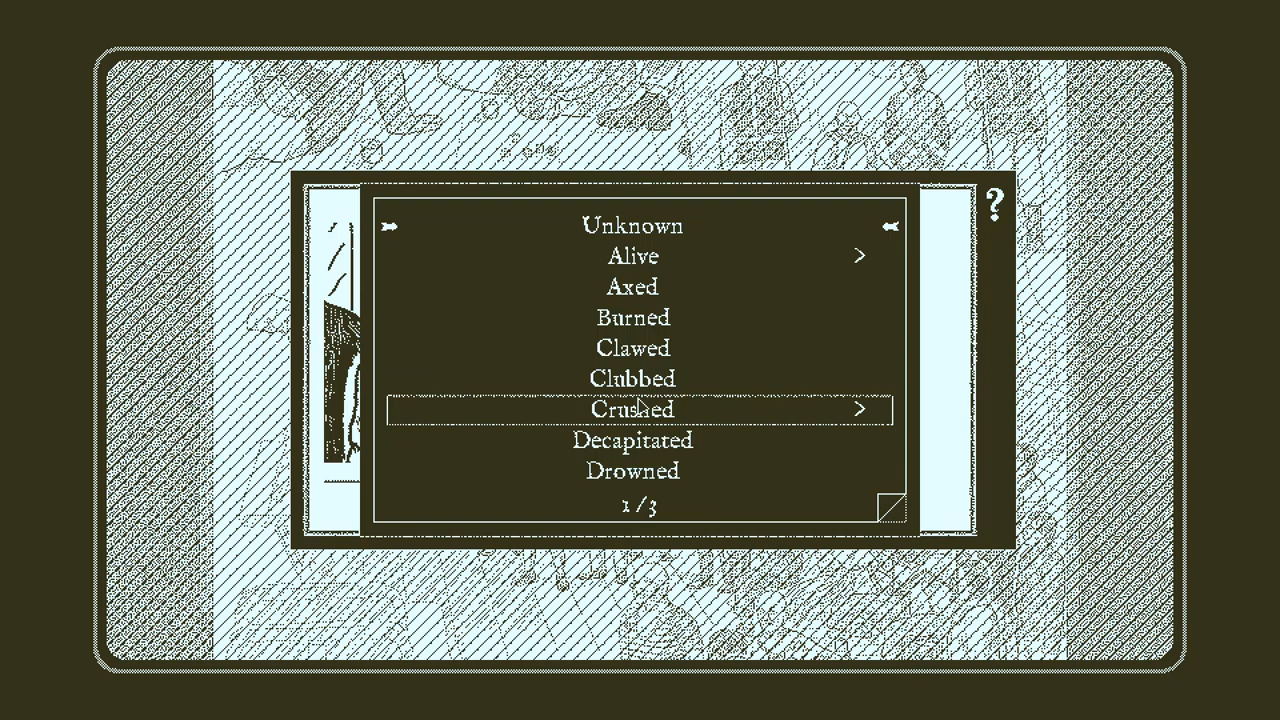 ?
Unknown
Alive >
Axed
Burned
Clawed
Clubbed
Crushed >
Decapitated
Drowned
1/3